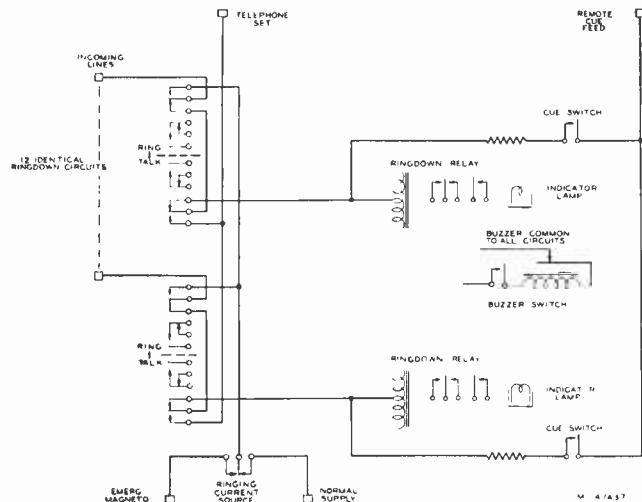 TELEPHONE
SET
REMOTE
CUE
FEED
INCOMING
LINES
CUE SWITCH
12 IDENTICAL
RINGDOWN CIRCUITS
RING
TALK
RINGDOWN RELAY
INDICATOR
LAMP
BUZZER COMMON
TO ALL CIRCUITS
BUZZER SWITCH
RINGDOWN RELAY
RING
TALK
INDICAT R
LAMP
CUE SWITCH
EMERG
MAGNETO
RINGING
CURRENT
SOURCE
NORMAL
SUPPLY